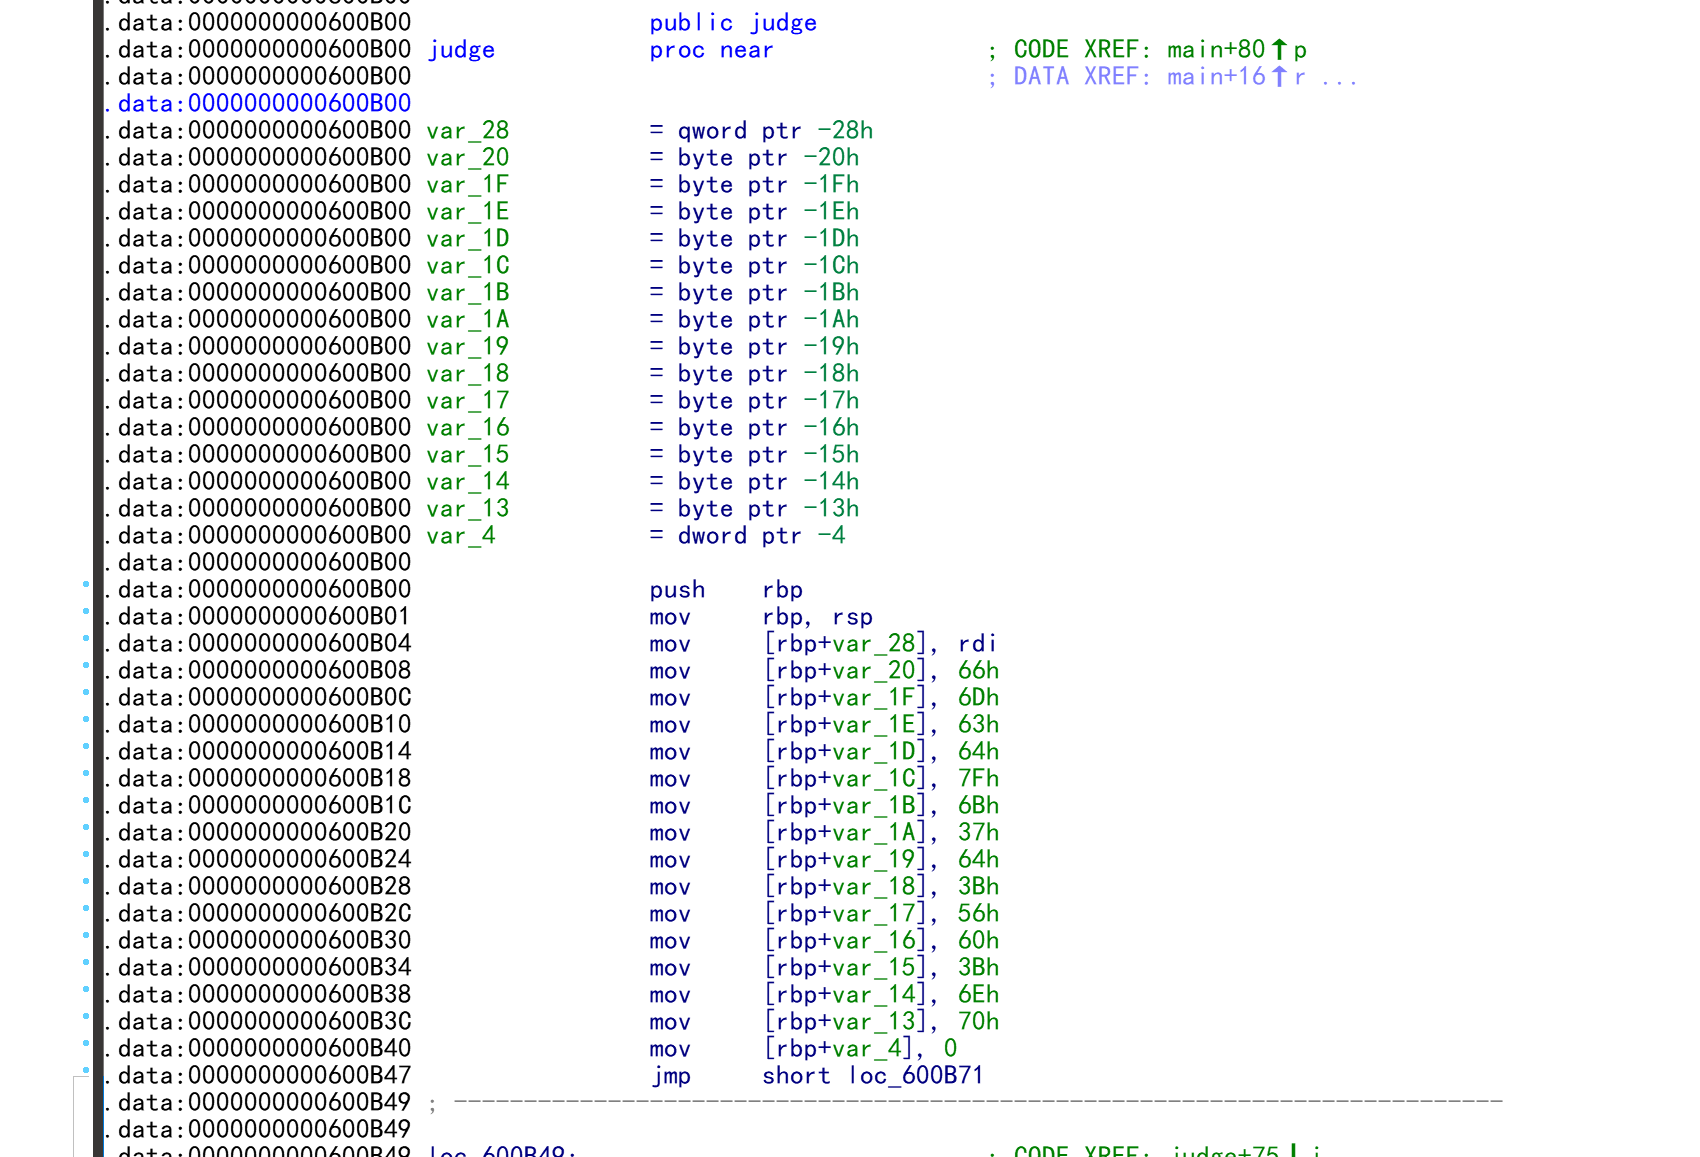 .data:0000000000600B00 public judge
.data:0000000000600B00 judge proc near ; CODE XREF: main+80↑p
.data:0000000000600B00 ; DATA XREF: main+16↑r ...
.data:0000000000600B00
.data:0000000000600B00 var_28 = qword ptr -28h
.data:0000000000600B00 var_20 = byte ptr -20h
.data:0000000000600B00 var_1F = byte ptr -1Fh
.data:0000000000600B00 var_1E = byte ptr -1Eh
.data:0000000000600B00 var_1D = byte ptr -1Dh
.data:0000000000600B00 var_1C = byte ptr -1Ch
.data:0000000000600B00 var_1B = byte ptr -1Bh
.data:0000000000600B00 var_1A = byte ptr -1Ah
.data:0000000000600B00 var_19 = byte ptr -19h
.data:0000000000600B00 var_18 = byte ptr -18h
.data:0000000000600B00 var_17 = byte ptr -17h
.data:0000000000600B00 var_16 = byte ptr -16h
.data:0000000000600B00 var_15 = byte ptr -15h
.data:0000000000600B00 var_14 = byte ptr -14h
.data:0000000000600B00 var_13 = byte ptr -13h
.data:0000000000600B00 var_4 = dword ptr -4
.data:0000000000600B00
.data:0000000000600B00 push rbp
.data:0000000000600B01 mov rbp, rsp
.data:0000000000600B04 mov [rbp+var_28], rdi
.data:0000000000600B08 mov [rbp+var_20], 66h
.data:0000000000600B0C mov [rbp+var_1F], 6Dh
.data:0000000000600B10 mov [rbp+var_1E], 63h
.data:0000000000600B14 mov [rbp+var_1D], 64h
.data:0000000000600B18 mov [rbp+var_1C], 7Fh
.data:0000000000600B1C mov [rbp+var_1B], 6Bh
.data:0000000000600B20 mov [rbp+var_1A], 37h
.data:0000000000600B24 mov [rbp+var_19], 64h
.data:0000000000600B28 mov [rbp+var_18], 3Bh
.data:0000000000600B2C mov [rbp+var_17], 56h
.data:0000000000600B30 mov [rbp+var_16], 60h
.data:0000000000600B34 mov [rbp+var_15], 3Bh
.data:0000000000600B38 mov [rbp+var_14], 6Eh
.data:0000000000600B3C mov [rbp+var_13], 70h
.data:0000000000600B40 mov [rbp+var_4], 0
.data:0000000000600B47 jmp short loc_600B71
.data:0000000000600B49 ; ---------------------------------------------------------------------------
.data:0000000000600B49
.data:0000000000600B49 loc_600B49: ; CODE XREF: judge+75↓j